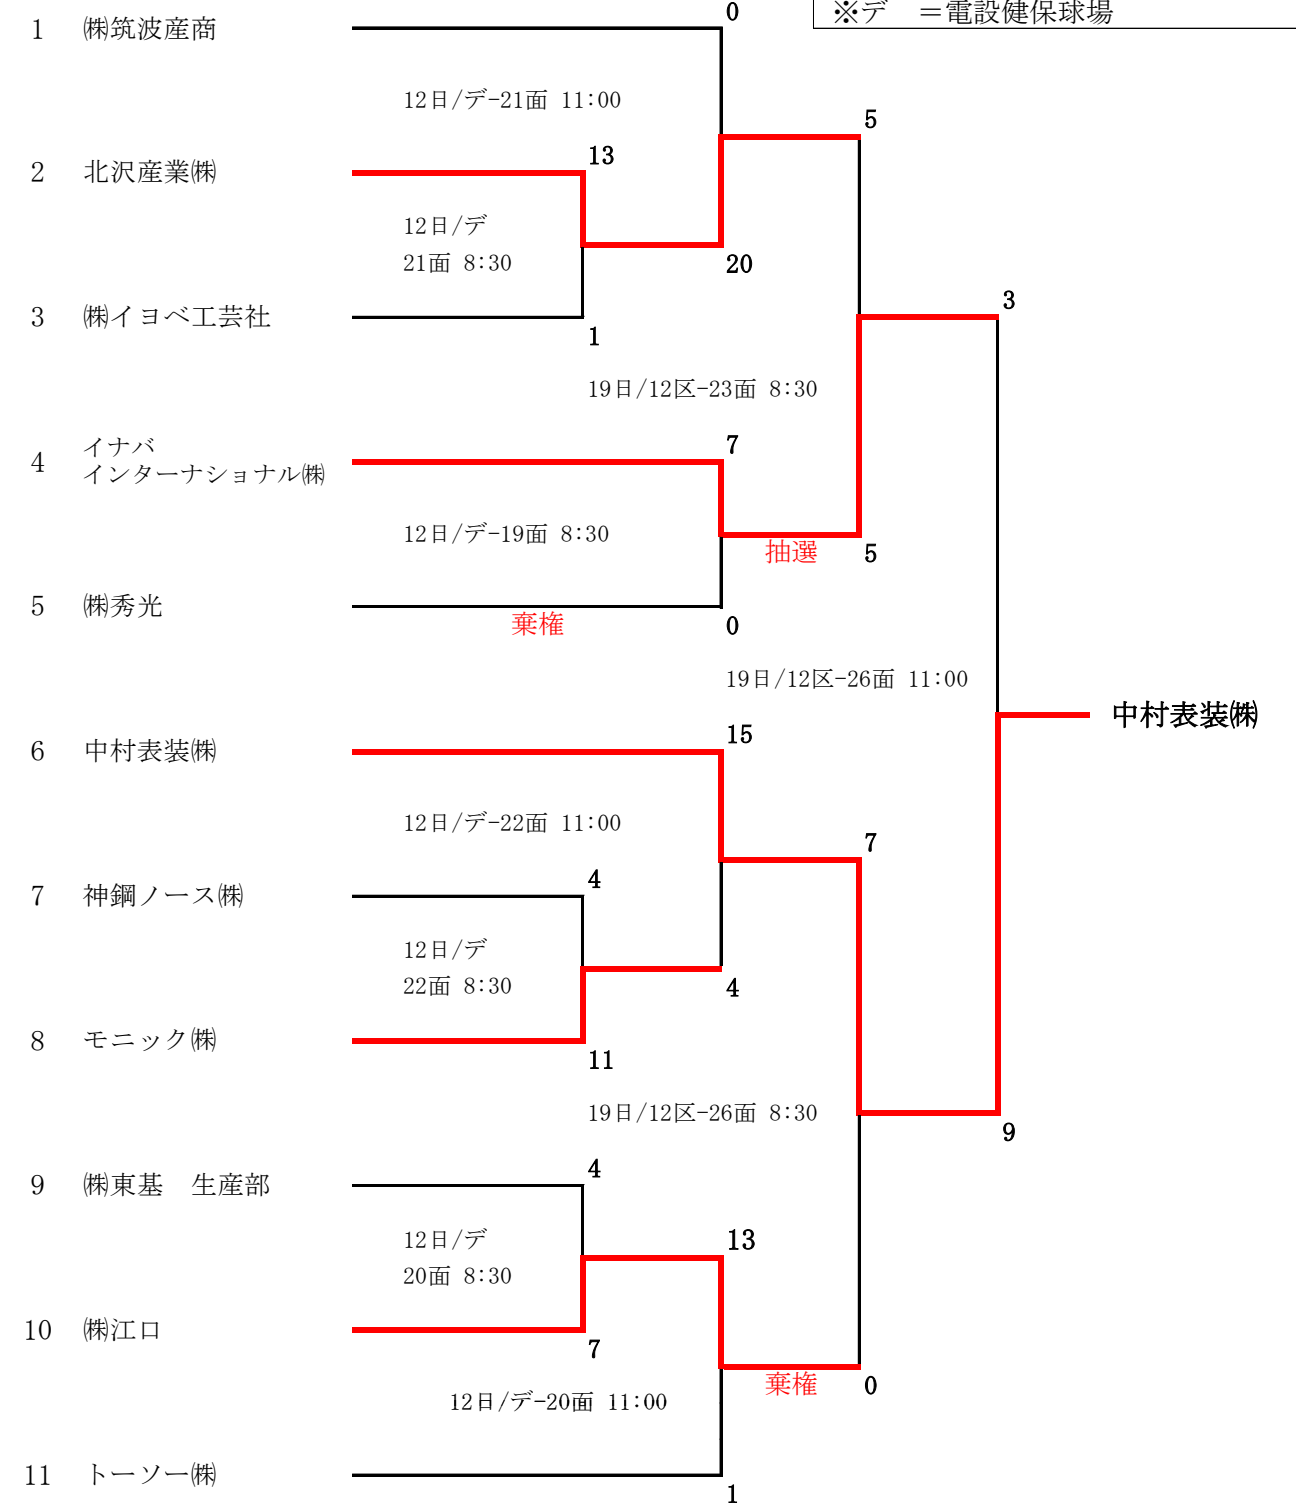 ※デ　＝電設健保球場
0
1 ㈱筑波産商
12日/デ-21面 11:00
5
13
2 北沢産業㈱
12日/デ
21面 8:30
20
3
3 ㈱イヨベ工芸社
1
19日/12区-23面 8:30
7
イナバ
4 インターナショナル㈱
12日/デ-19面 8:30
抽選 5
5 ㈱秀光
棄権 0
19日/12区-26面 11:00
中村表装㈱
15
6 中村表装㈱
12日/デ-22面 11:00
7
4
7 神鋼ノース㈱
12日/デ
22面 8:30
4
8 モニック㈱
11
19日/12区-26面 8:30
9
4
9 ㈱東基　生産部
12日/デ
13
20面 8:30
10 ㈱江口
7
棄権 0
12日/デ-20面 11:00
11 トーソー㈱
1